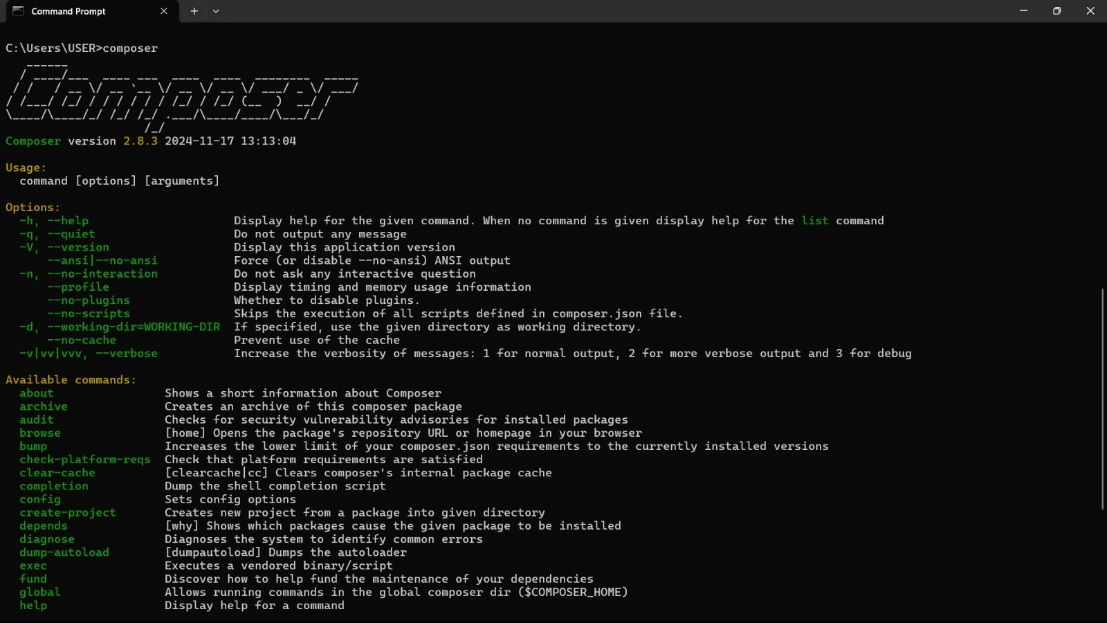 Command Prompt
C:\Users\USER>composer
Composer
Composer version 2.8.3 2024-11-17 13:13:04
Usage:
command [options] [arguments]
Options:
-h, --help Display help for the given command. When no command is given display help for the list command
-q, --quiet Do not output any message
-V, --version Display this application version
--ansi|--no-ansi Force (or disable --no-ansi) ANSI output
-n, --no-interaction Do not ask any interactive question
--profile Display timing and memory usage information
--no-plugins Whether to disable plugins.
--no-scripts Skips the execution of all scripts defined in composer.json file.
-d, --working-dir=WORKING-DIR If specified, use the given directory as working directory.
--no-cache Prevent use of the cache
-v|vv|vvv, --verbose Increase the verbosity of messages: 1 for normal output, 2 for more verbose output and 3 for debug
Available commands:
about Shows a short information about Composer
archive Creates an archive of this composer package
audit Checks for security vulnerability advisories for installed packages
browse [home] Opens the package's repository URL or homepage in your browser
bump Increases the lower limit of your composer.json requirements to the currently installed versions
check-platform-reqs Check that platform requirements are satisfied
clear-cache [clearcache|cc] Clears composer's internal package cache
completion Dump the shell completion script
config Sets config options
create-project Creates new project from a package into given directory
depends [why] Shows which packages cause the given package to be installed
diagnose Diagnoses the system to identify common errors
dump-autoload [dumpautoload] Dumps the autoloader
exec Executes a vendored binary/script
fund Discover how to help fund the maintenance of your dependencies
global Allows running commands in the global composer dir ($COMPOSER_HOME)
help Display help for a command